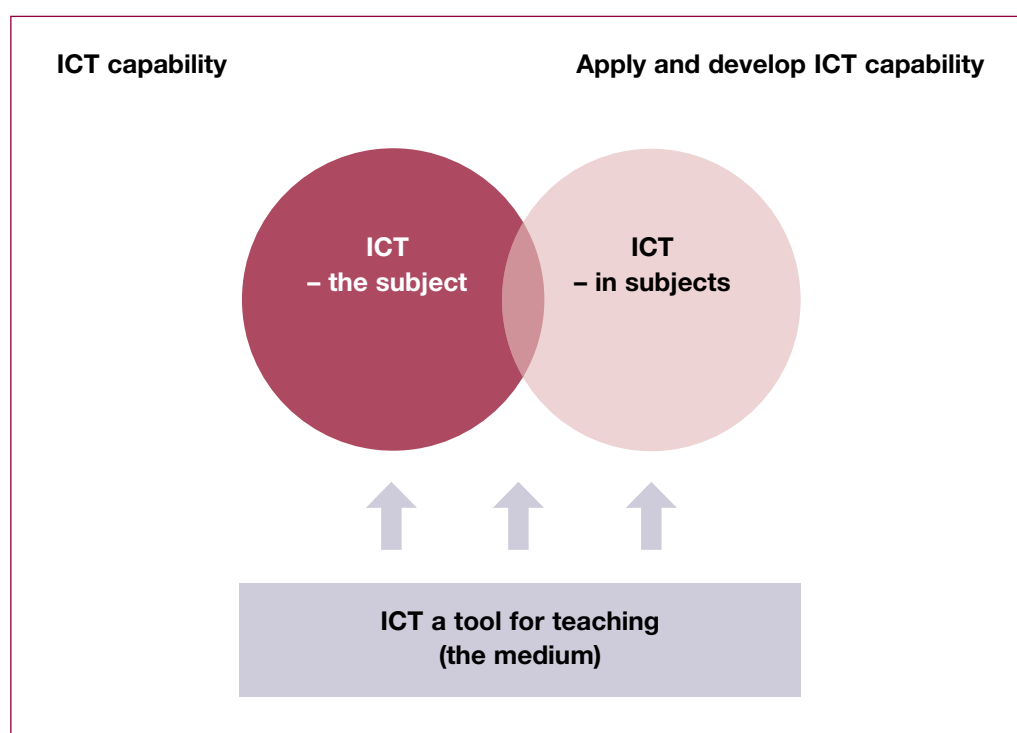 ICT capability
Apply and develop ICT capability
ICT
– the subject
ICT
– in subjects
ICT a tool for teaching
(the medium)